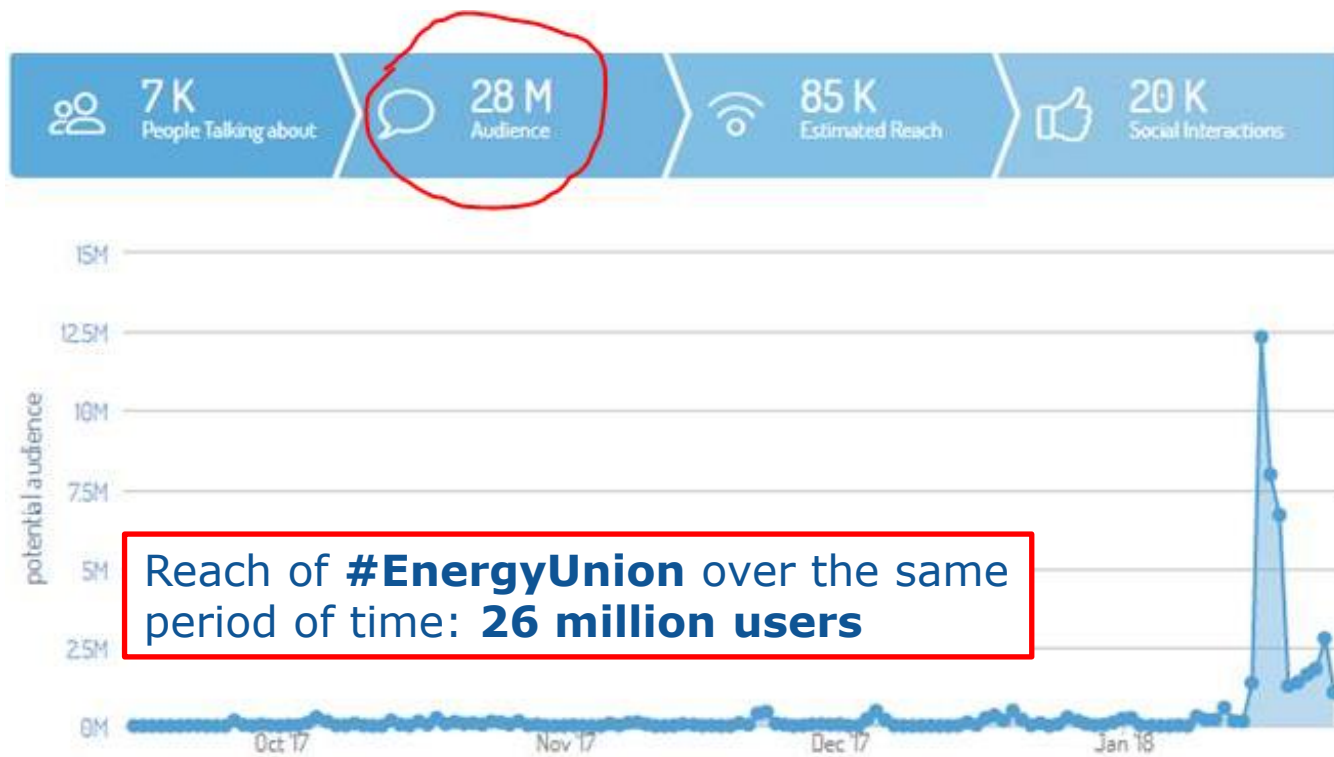 7 K
People Talking about
28 M
Audience
85 K
Estimated Reach
20 K
Social Interactions
15M
12.5M
10M
7.5M
5M
2.5M
0M
potential audience
Reach of #EnergyUnion over the same
period of time: 26 million users
Oct '17
Nov '17
Dec '17
Jan '18